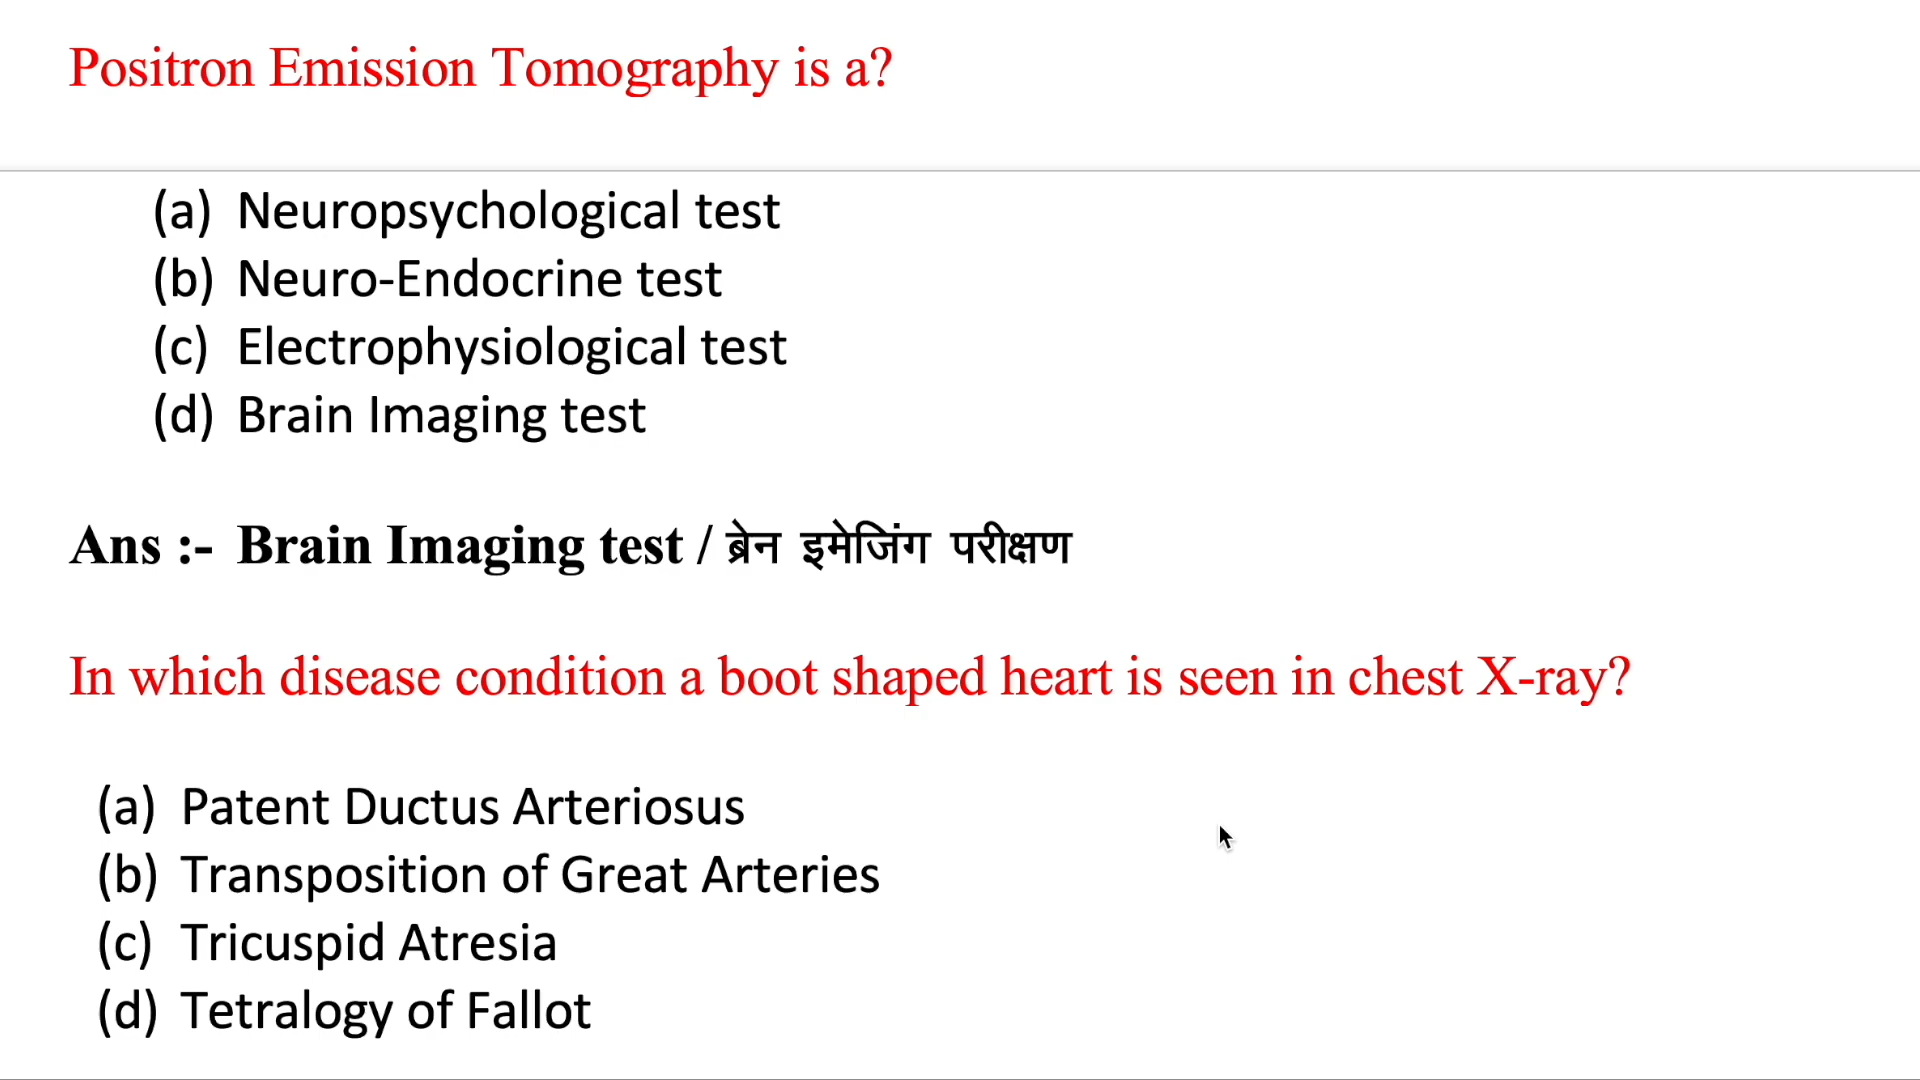 Positron Emission Tomography is a?
(a) Neuropsychological test
(b) Neuro-Endocrine test
(c) Electrophysiological test
(d) Brain Imaging test
Ans :- Brain Imaging test / ब्रेन इमेजिंग परीक्षण
In which disease condition a boot shaped heart is seen in chest X-ray?
(a) Patent Ductus Arteriosus
(b) Transposition of Great Arteries
(c) Tricuspid Atresia
(d) Tetralogy of Fallot